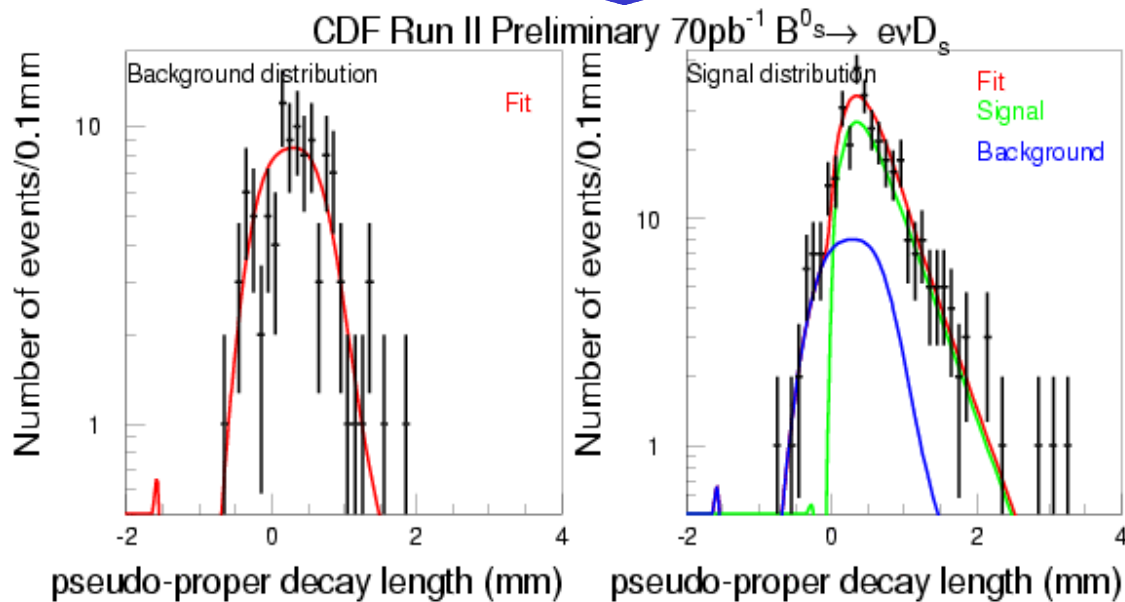 CDF Run II Preliminary 70pb⁻¹ B⁰s→ eνDₛ
Background distribution
Fit
Number of events/0.1mm
10
1
-2 0 2 4
pseudo-proper decay length (mm)
Signal distribution
Fit
Signal
Background
Number of events/0.1mm
10
1
-2 0 2 4
pseudo-proper decay length (mm)